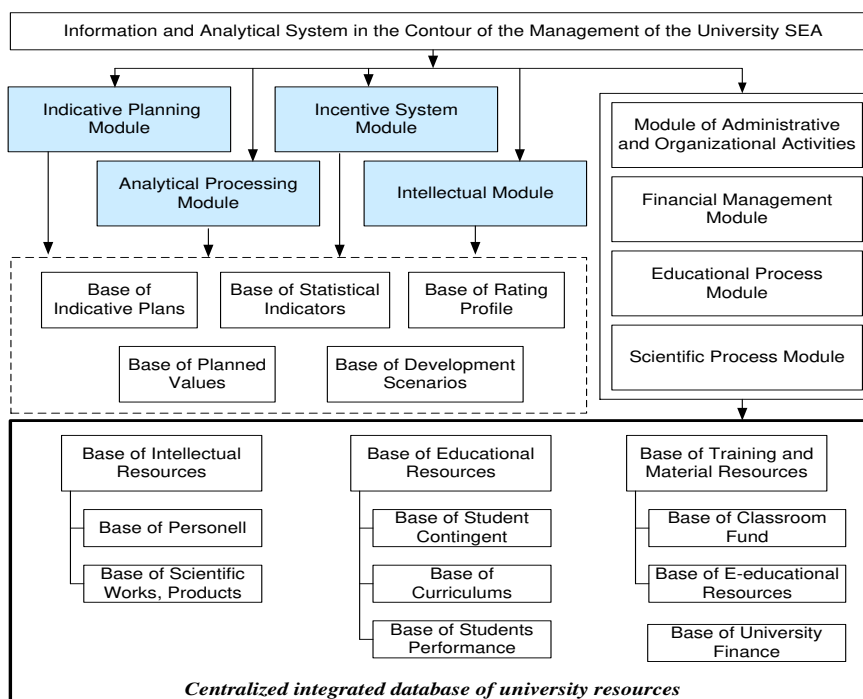 Information and Analytical System in the Contour of the Management of the University SEA
Indicative Planning
Module
Incentive System
Module
Analytical Processing
Module
Intellectual Module
Module of Administrative
and Organizational Activities
Financial Management
Module
Educational Process
Module
Scientific Process Module
Base of
Indicative Plans
Base of Statistical
Indicators
Base of Rating
Profile
Base of Planned
Values
Base of Development
Scenarios
Base of Intellectual
Resources
Base of Personell
Base of Scientific
Works, Products
Base of Educational
Resources
Base of Student
Contingent
Base of
Curriculums
Base of Students
Performance
Base of Training and
Material Resources
Base of Classroom
Fund
Base of E-educational
Resources
Base of University
Finance
Centralized integrated database of university resources